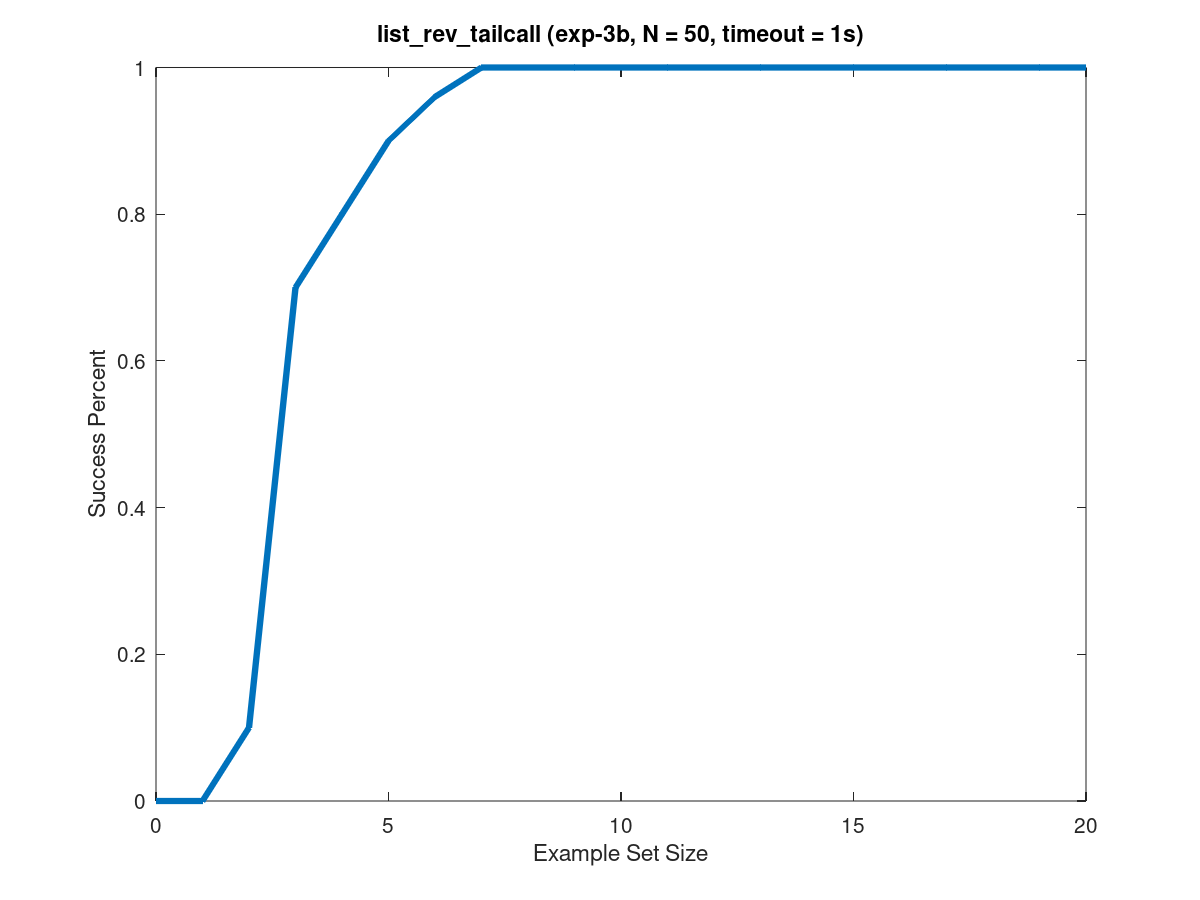 list_rev_tailcall (exp-3b, N = 50, timeout = 1s)
1
0.8
0.6
0.4
0.2
0
Success Percent
0 5 10 15 20
Example Set Size